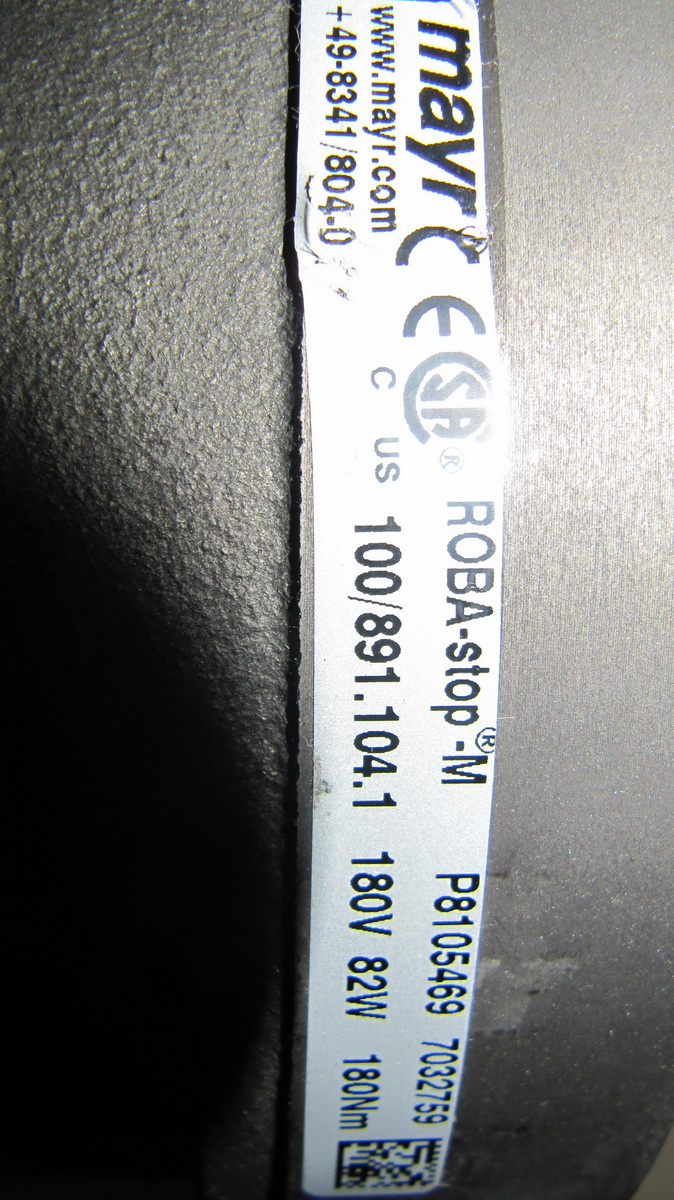 mayr®
www.mayr.com
+49-8341/804-0
CE
CSA®
C US
ROBA-stop®-M P8105469 7032759
100/891.104.1 180V 82W 180Nm